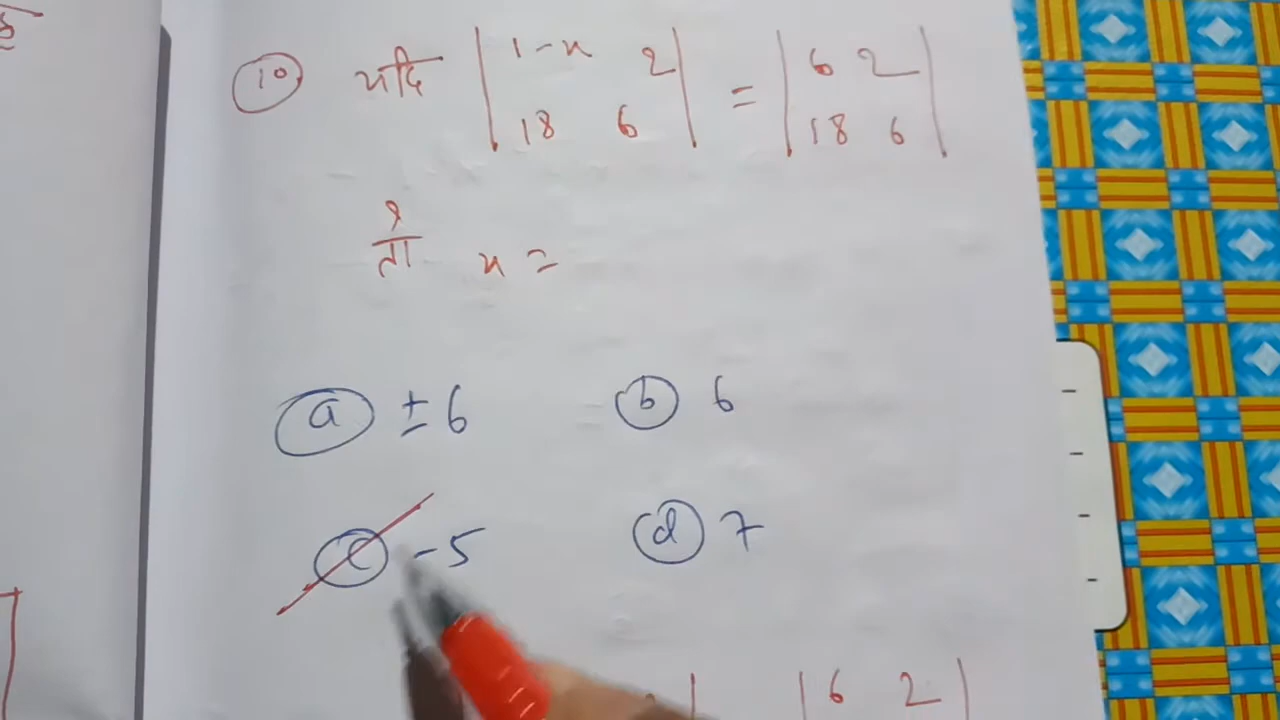 10 यदि | 1-x 2 | = | 6 2 |
| 18 6 | | 18 6 |
x =
a ±6 b 6
c -5 d 7
| 6 2 |